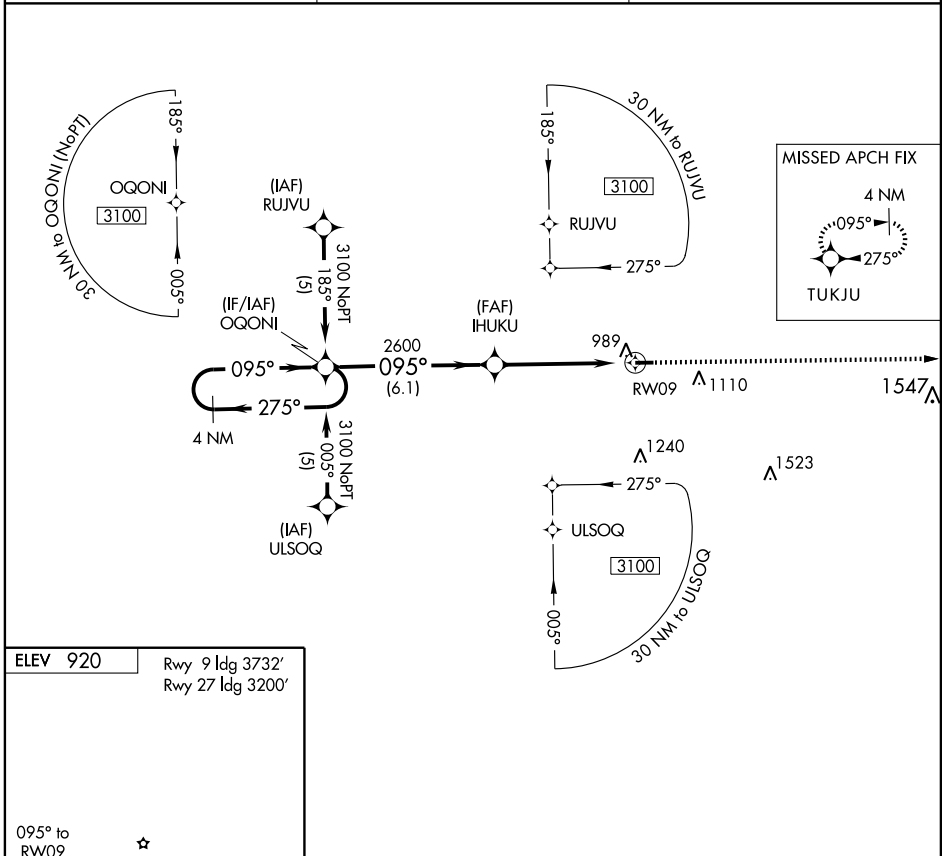 185°
OQONI
3100
005°
30 NM to OQONI (NoPT)
(IAF)
RUJVU
3100 NoPT
185°
(5)
(IF/IAF)
OQONI
095°
275°
4 NM
2600
095°
(6.1)
(FAF)
IHUKU
3100 NoPT
005°
(5)
(IAF)
ULSOQ
185°
30 NM to RUJVU
3100
RUJVU
275°
MISSED APCH FIX
4 NM
095°
275°
TUKJU
989
RW09
1110
1547
1240
1523
275°
ULSOQ
3100
005°
30 NM to ULSOQ
ELEV 920
Rwy 9 ldg 3732'
Rwy 27 ldg 3200'
095° to
RW09